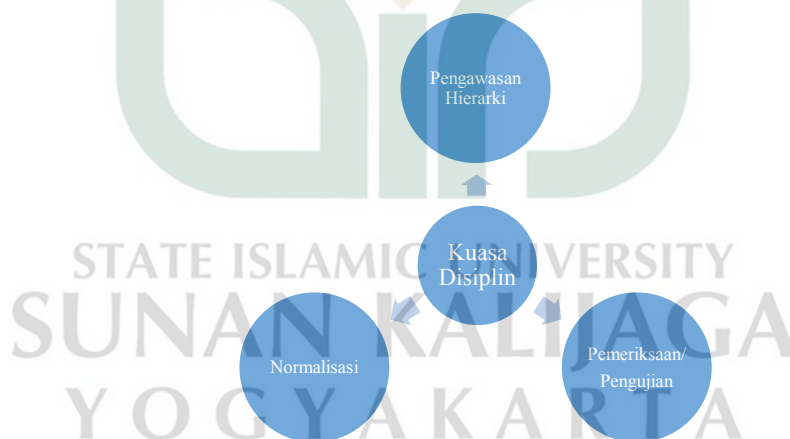 Pengawasan
Hierarki
Kuasa
Disiplin
Normalisasi
Pemeriksaan/
Pengujian
STATE ISLAMIC UNIVERSITY
SUNAN KALIJAGA
YOGYAKARTA